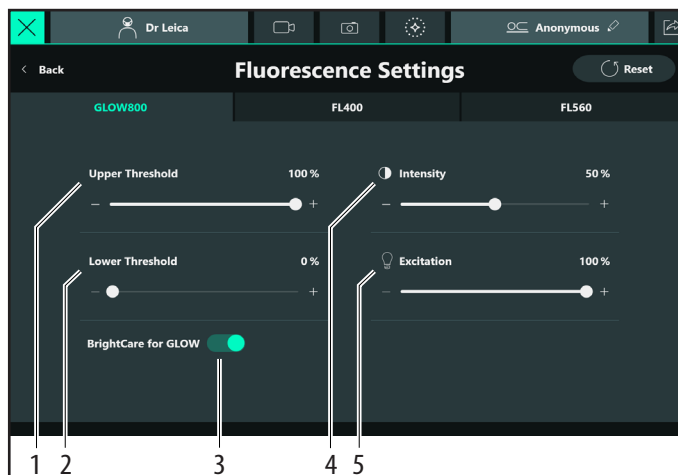 Dr Leica
Anonymous
< Back
Fluorescence Settings
Reset
GLOW800
FL400
FL560
Upper Threshold 100 %
Intensity 50 %
− +
− +
Lower Threshold 0 %
Excitation 100 %
− +
− +
BrightCare for GLOW
1 2 3 4 5